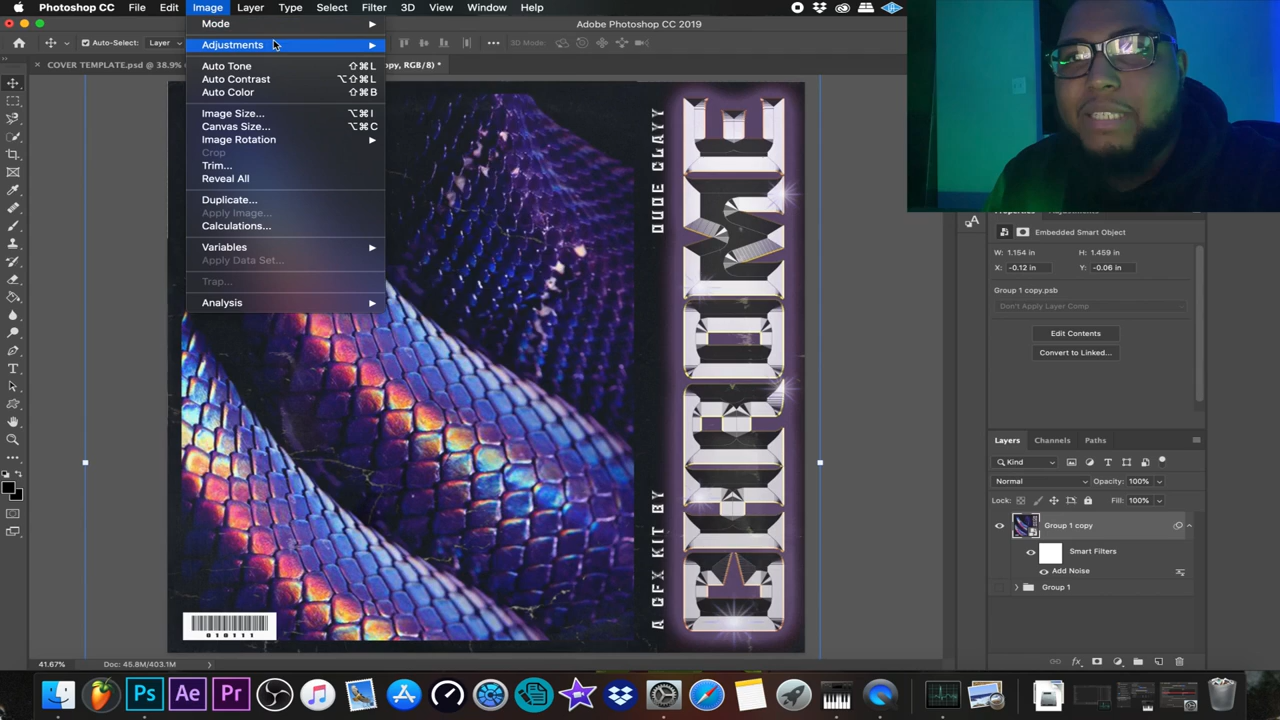 Photoshop CC File Edit Image Layer Type Select Filter 3D View Window Help
Adobe Photoshop CC 2019
Auto-Select: Layer
3D Mode:
COVER TEMPLATE.psd @ 38.9%
opy, RGB/8) *
Mode
Adjustments
Auto Tone ⇧⌘L
Auto Contrast ⌥⇧⌘L
Auto Color ⇧⌘B
Image Size... ⌥⌘I
Canvas Size... ⌥⌘C
Image Rotation
Crop
Trim...
Reveal All
Duplicate...
Apply Image...
Calculations...
Variables
Apply Data Set...
Trap...
Analysis
DUDE CLAYY
A GFX KIT BY
010111
Properties Adjustments
Embedded Smart Object
W: 1.154 in H: 1.459 in
X: -0.12 in Y: -0.06 in
Group 1 copy.psb
Don't Apply Layer Comp
Edit Contents
Convert to Linked...
Layers Channels Paths
Kind
Normal Opacity: 100%
Lock: Fill: 100%
Group 1 copy
Smart Filters
Add Noise
Group 1
fx
41.67% Doc: 45.8M/403.1M
Ps Ae Pr